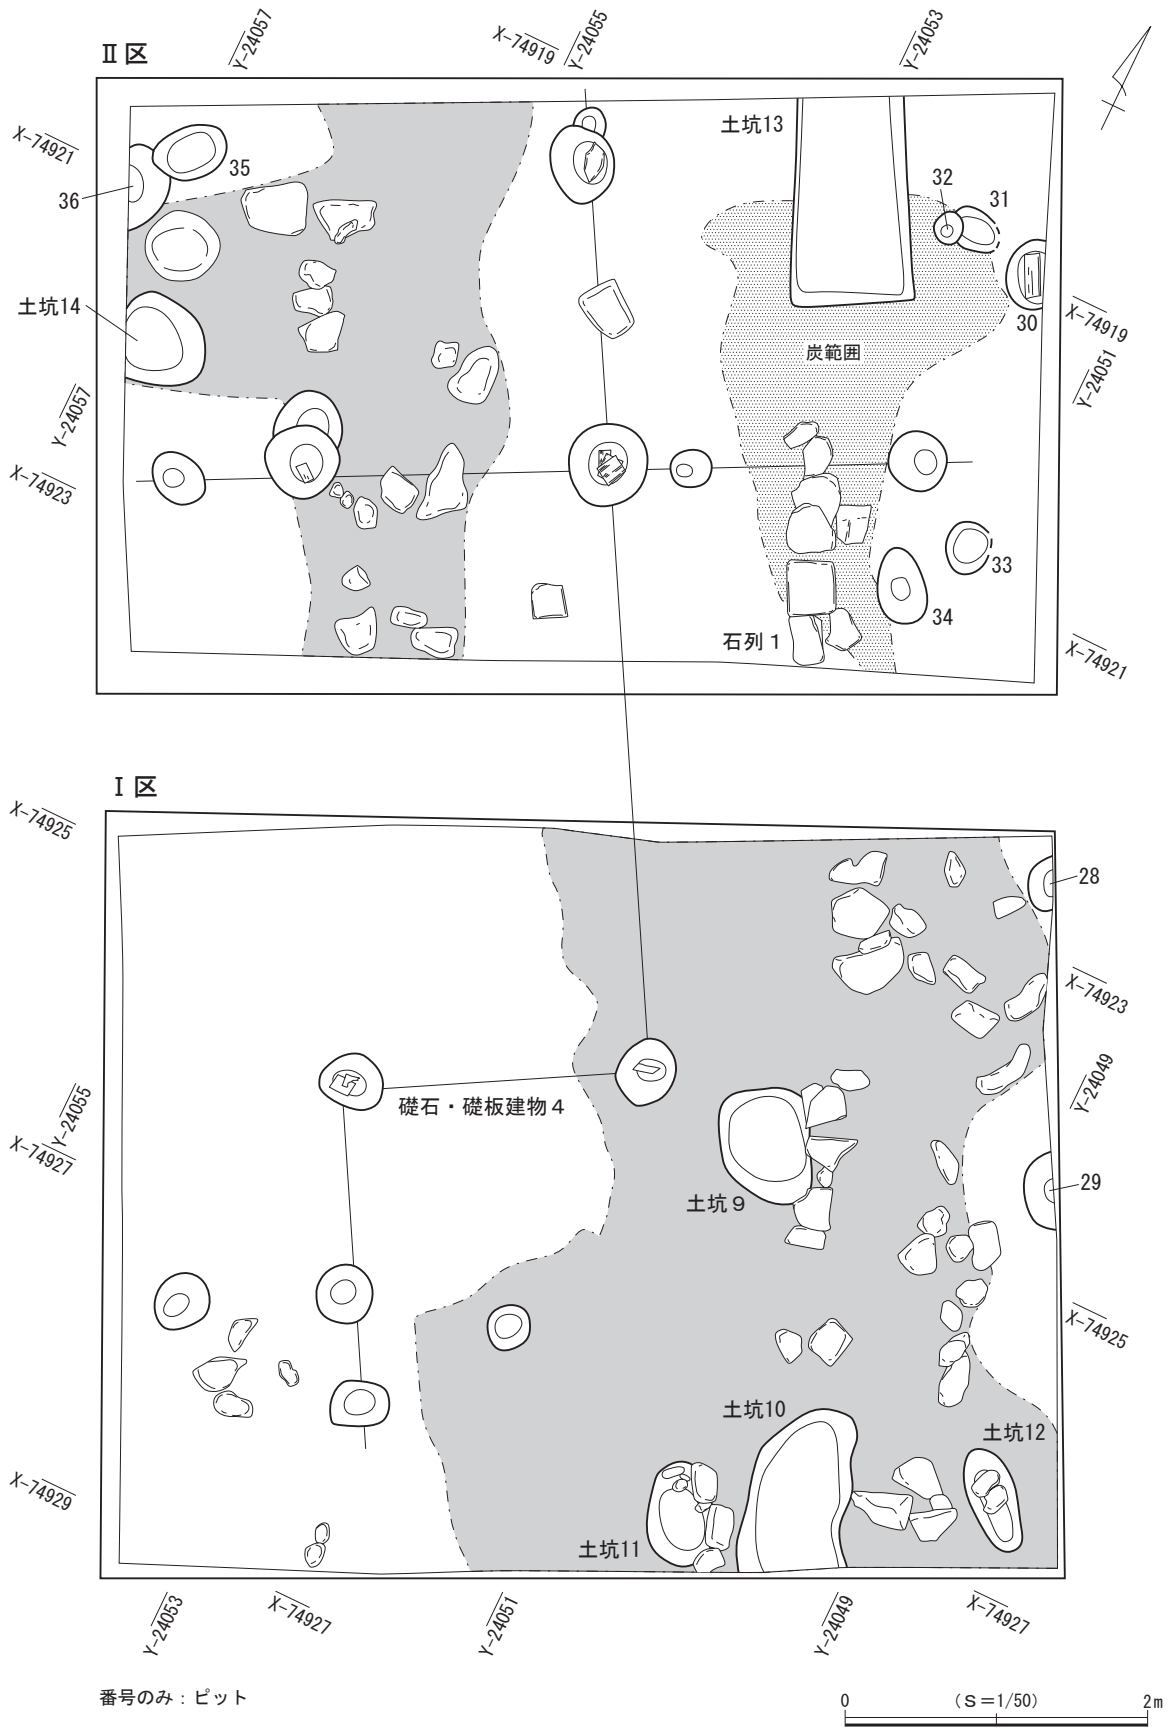 Ⅱ区
Y-24057
X-74919
Y-24055
Y-24053
X-74921
土坑13
35
36
32
31
土坑14
30
X-74919
炭範囲
Y-24051
Y-24057
X-74923
33
34
石列1
X-74921
Ⅰ区
X-74925
28
X-74923
Y-24055
Y-24049
礎石・礎板建物4
X-74927
29
土坑9
X-74925
土坑10
土坑12
X-74929
土坑11
Y-24053
X-74927
Y-24051
Y-24049
X-74927
番号のみ：ピット
0 （S=1/50） 2m